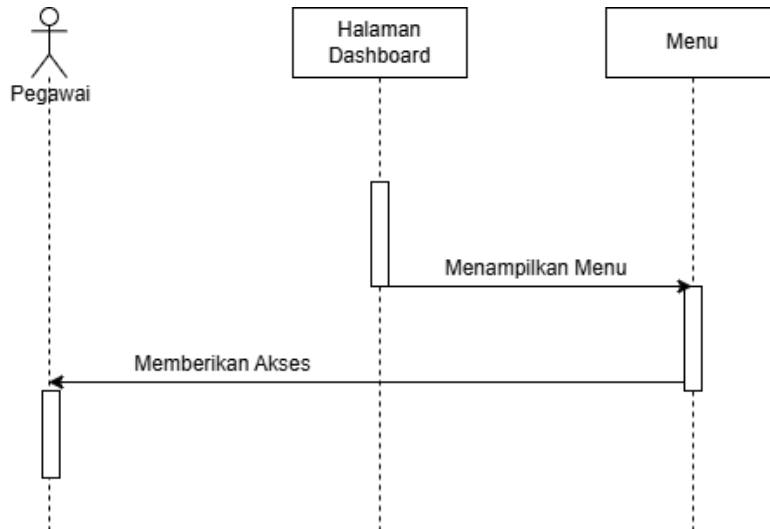 Halaman
Dashboard
Menu
Pegawai
Menampilkan Menu
Memberikan Akses